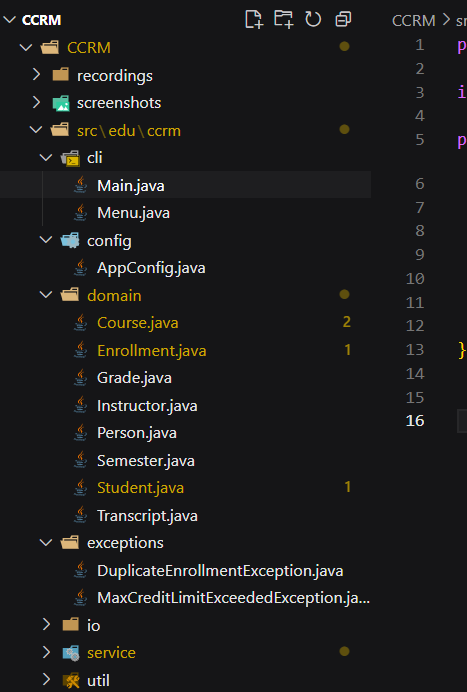 CCRM
CCRM
recordings
screenshots
src\edu\ccrm
cli
Main.java
Menu.java
config
AppConfig.java
domain
Course.java 2
Enrollment.java 1
Grade.java
Instructor.java
Person.java
Semester.java
Student.java 1
Transcript.java
exceptions
DuplicateEnrollmentException.java
MaxCreditLimitExceededException.ja...
io
service
util
CCRM > sr
1 p
2
3 i
4
5 p
6
7
8
9
10
11
12
13 }
14
15
16